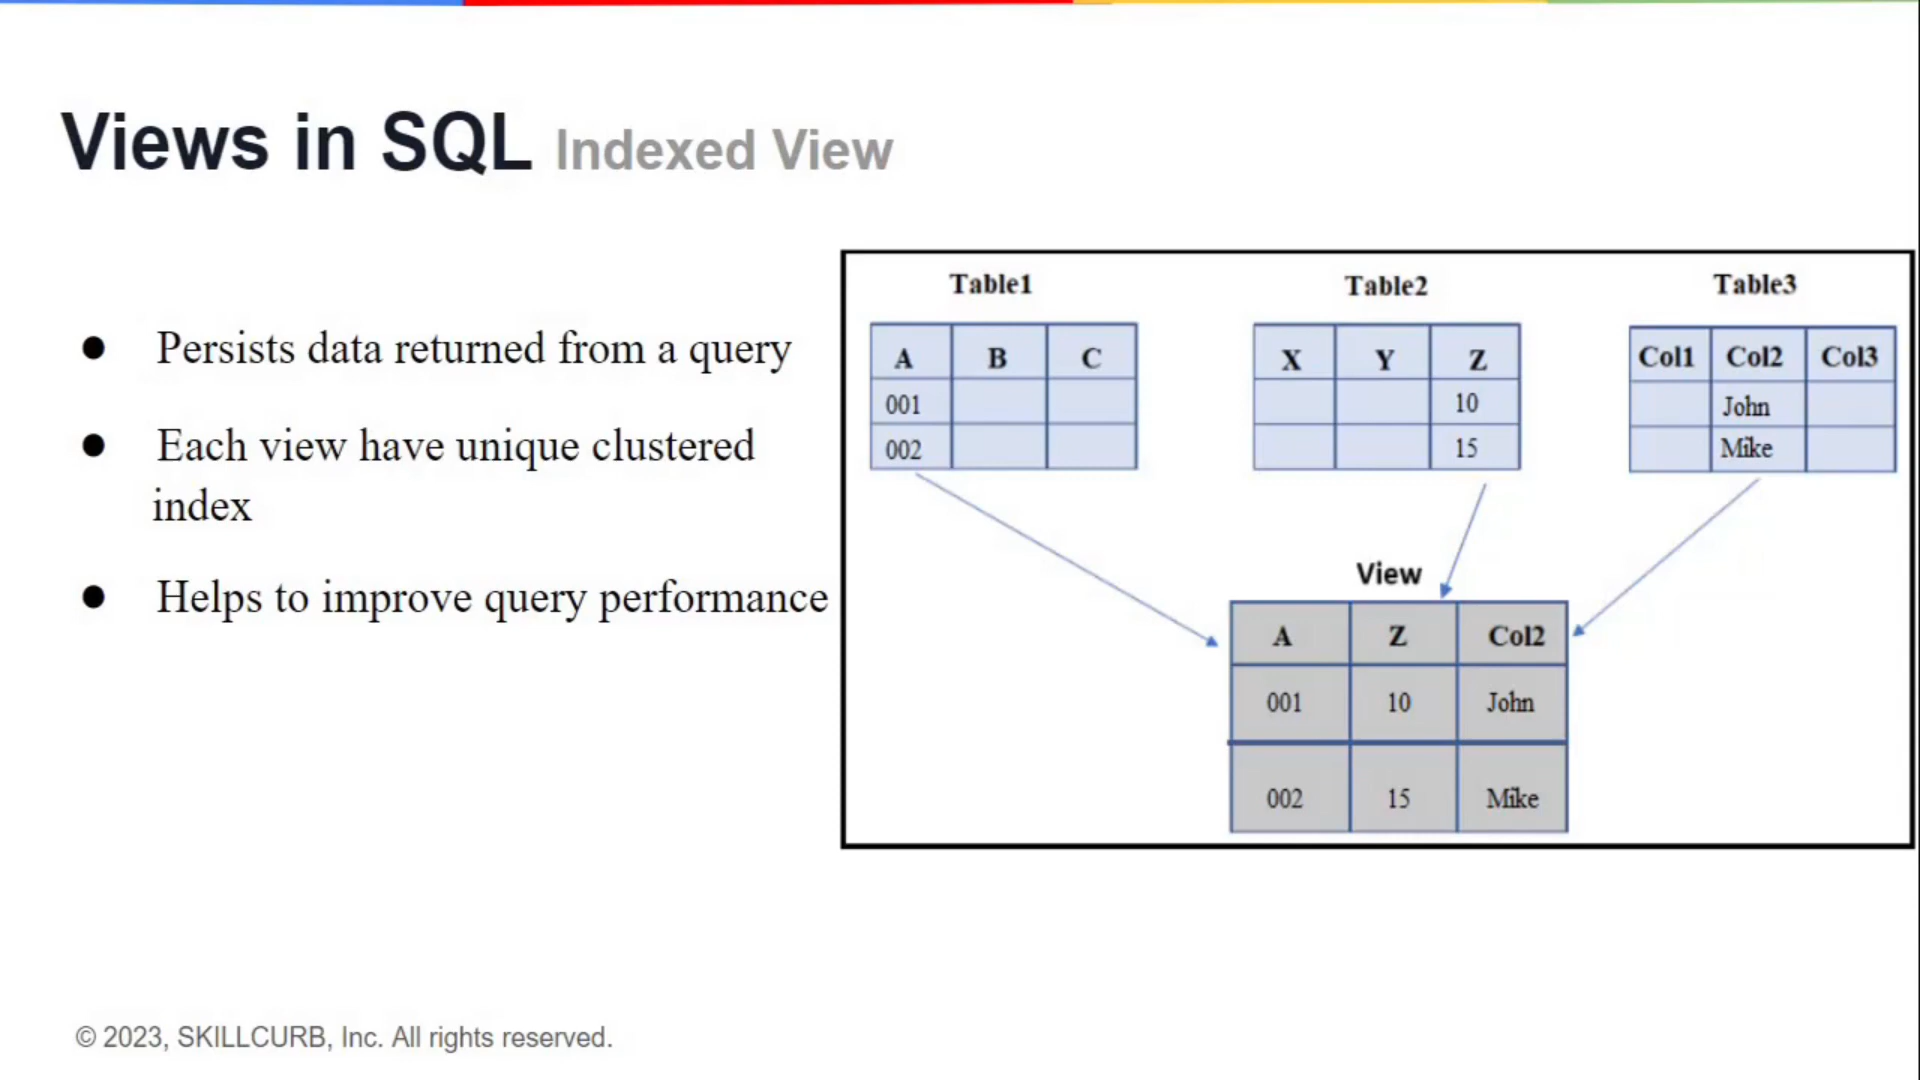 Views in SQL Indexed View
● Persists data returned from a query
● Each view have unique clustered
index
● Helps to improve query performance
Table1
A B C
001
002
Table2
X Y Z
10
15
Table3
Col1 Col2 Col3
John
Mike
View
A Z Col2
001 10 John
002 15 Mike
© 2023, SKILLCURB, Inc. All rights reserved.